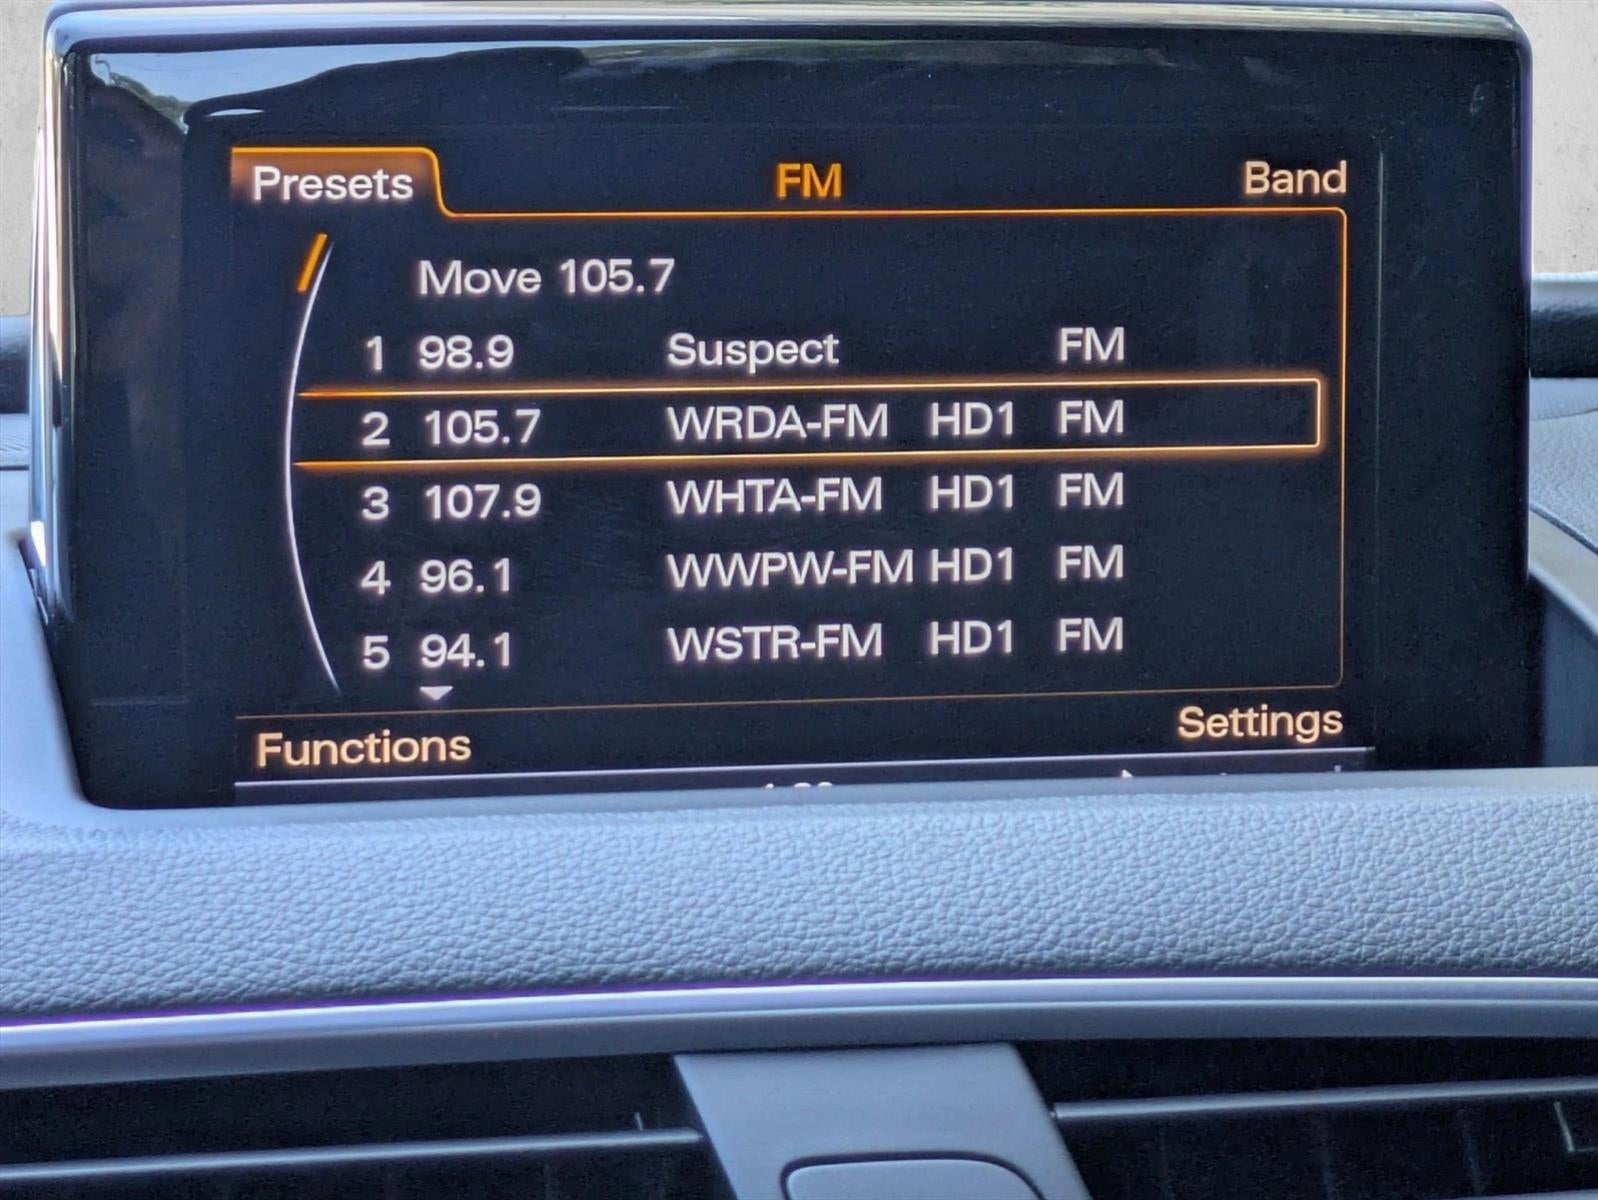 Presets FM Band
Move 105.7
1 98.9 Suspect FM
2 105.7 WRDA-FM HD1 FM
3 107.9 WHTA-FM HD1 FM
4 96.1 WWPW-FM HD1 FM
5 94.1 WSTR-FM HD1 FM
Functions Settings